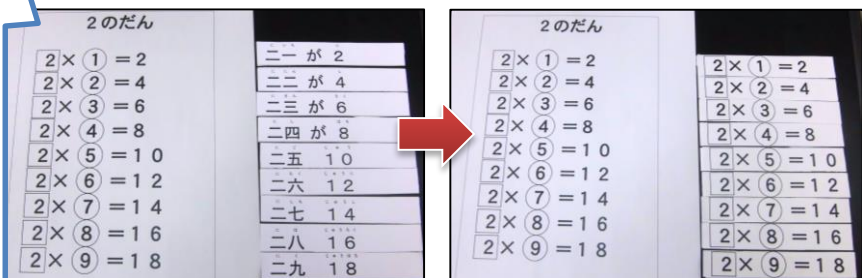 2のだん
2×①=2
2×②=4
2×③=6
2×④=8
2×⑤=10
2×⑥=12
2×⑦=14
2×⑧=16
2×⑨=18
二一 が 2
二二 が 4
二三 が 6
二四 が 8
二五 10
二六 12
二七 14
二八 16
二九 18
2のだん
2×①=2
2×②=4
2×③=6
2×④=8
2×⑤=10
2×⑥=12
2×⑦=14
2×⑧=16
2×⑨=18
2×①=2
2×②=4
2×③=6
2×④=8
2×⑤=10
2×⑥=12
2×⑦=14
2×⑧=16
2×⑨=18